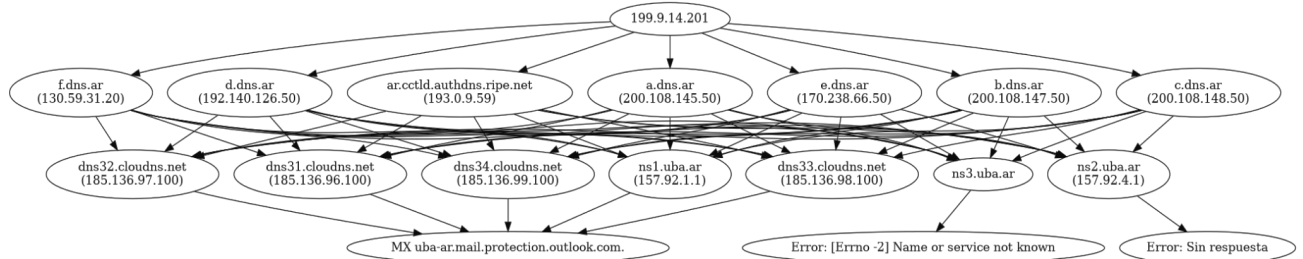 199.9.14.201
f.dns.ar
(130.59.31.20)
d.dns.ar
(192.140.126.50)
ar.cctld.authdns.ripe.net
(193.0.9.59)
a.dns.ar
(200.108.145.50)
e.dns.ar
(170.238.66.50)
b.dns.ar
(200.108.147.50)
c.dns.ar
(200.108.148.50)
dns32.cloudns.net
(185.136.97.100)
dns31.cloudns.net
(185.136.96.100)
dns34.cloudns.net
(185.136.99.100)
ns1.uba.ar
(157.92.1.1)
dns33.cloudns.net
(185.136.98.100)
ns3.uba.ar
ns2.uba.ar
(157.92.4.1)
MX uba-ar.mail.protection.outlook.com.
Error: [Errno -2] Name or service not known
Error: Sin respuesta